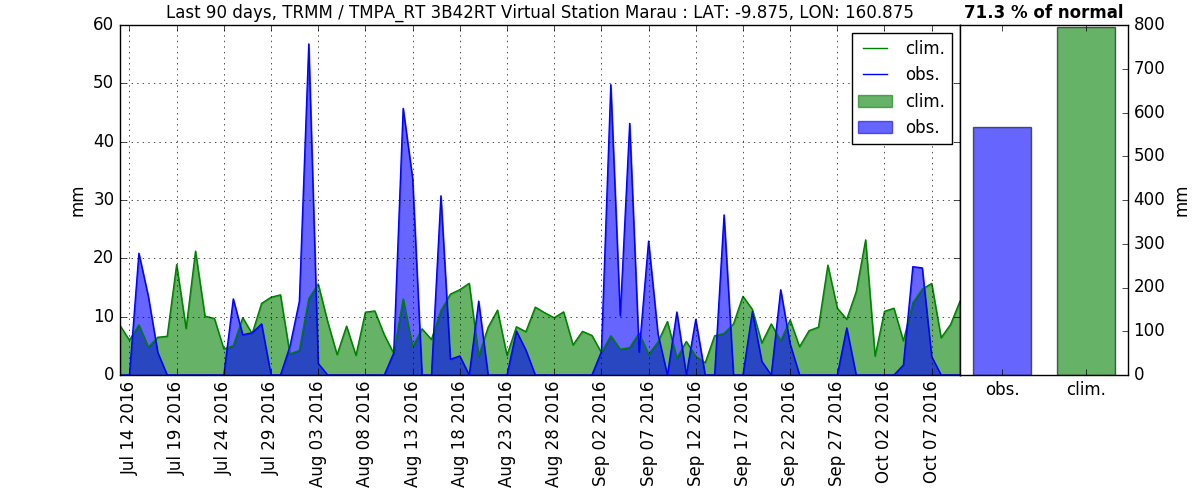 Last 90 days, TRMM / TMPA_RT 3B42RT Virtual Station Marau : LAT: -9.875, LON: 160.875
71.3 % of normal
60
50
40
30
20
10
0
mm
clim.
obs.
clim.
obs.
800
700
600
500
400
300
200
100
0
mm
Jul 14 2016
Jul 19 2016
Jul 24 2016
Jul 29 2016
Aug 03 2016
Aug 08 2016
Aug 13 2016
Aug 18 2016
Aug 23 2016
Aug 28 2016
Sep 02 2016
Sep 07 2016
Sep 12 2016
Sep 17 2016
Sep 22 2016
Sep 27 2016
Oct 02 2016
Oct 07 2016
obs.
clim.